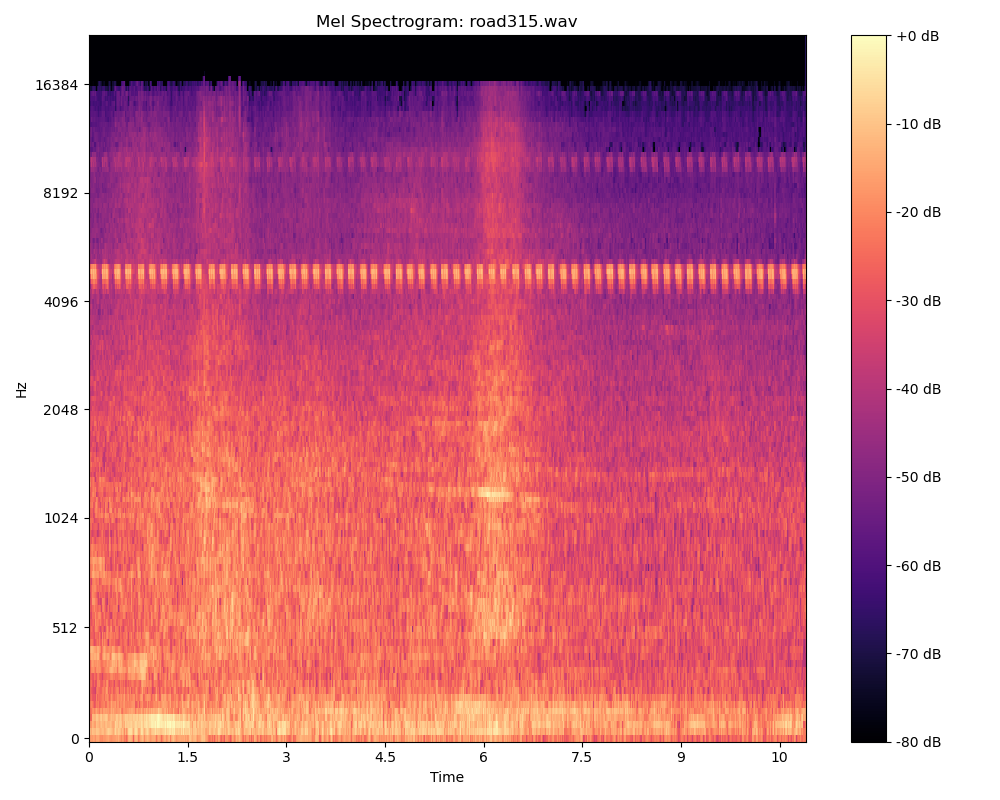 Mel Spectrogram: road315.wav
+0 dB
16384
-10 dB
8192
-20 dB
4096
-30 dB
Hz
2048
-40 dB
-50 dB
1024
-60 dB
512
-70 dB
0
-80 dB
0 1.5 3 4.5 6 7.5 9 10
Time